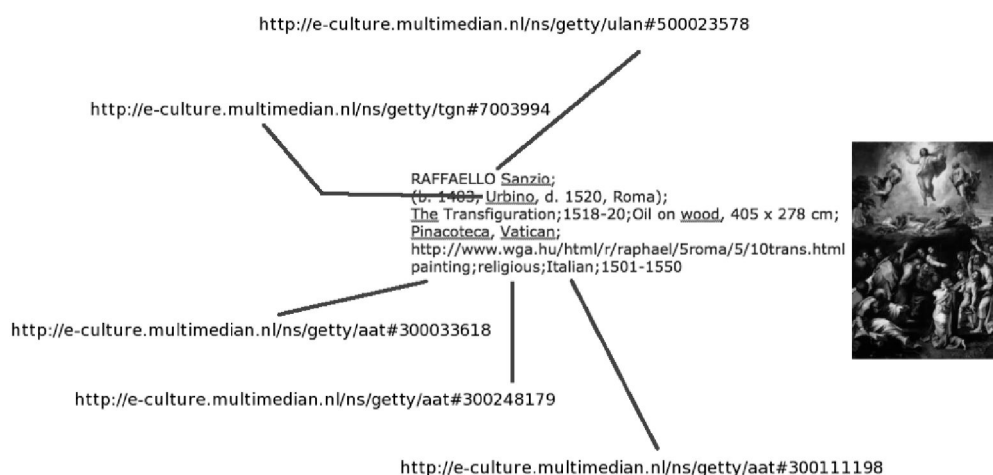 http://e-culture.multimedian.nl/ns/getty/ulan#500023578
http://e-culture.multimedian.nl/ns/getty/tgn#7003994
RAFFAELLO Sanzio;
(b. 1483, Urbino, d. 1520, Roma);
The Transfiguration;1518-20;Oil on wood, 405 x 278 cm;
Pinacoteca, Vatican;
http://www.wga.hu/html/r/raphael/5roma/5/10trans.html
painting;religious;Italian;1501-1550
http://e-culture.multimedian.nl/ns/getty/aat#300033618
http://e-culture.multimedian.nl/ns/getty/aat#300248179
http://e-culture.multimedian.nl/ns/getty/aat#300111198